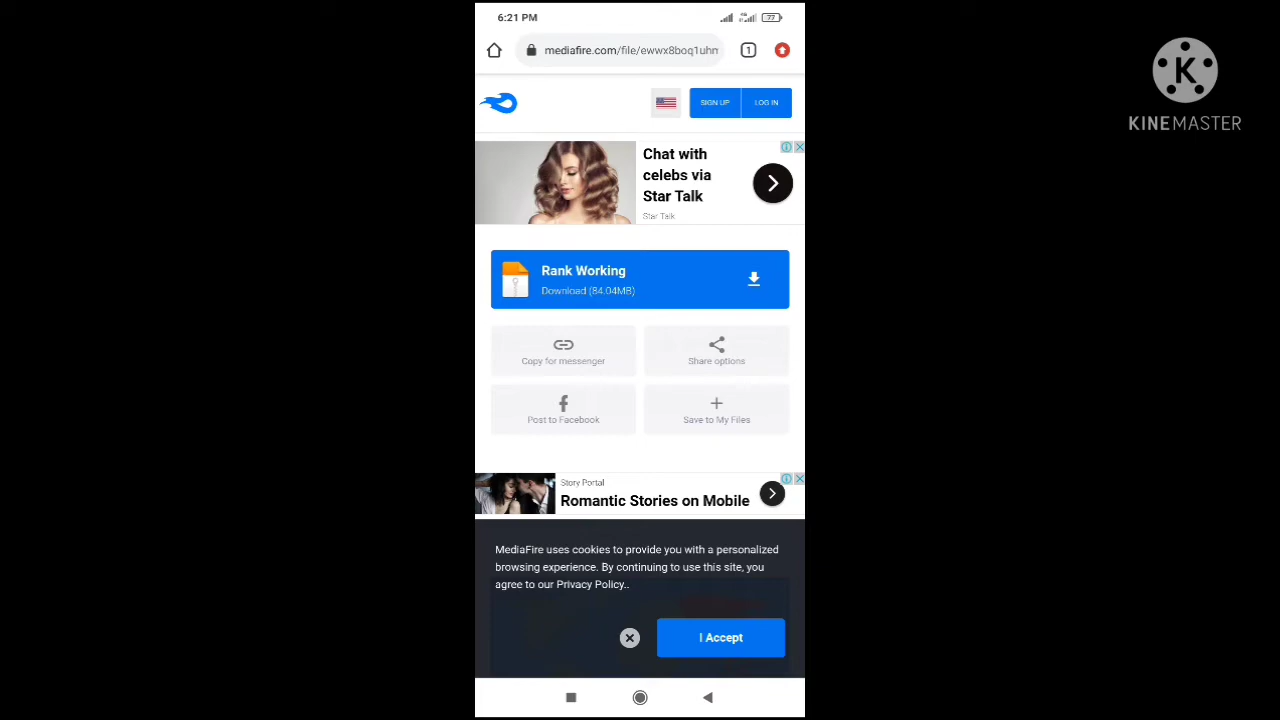 6:21 PM
77
mediafire.com/file/ewwx8boq1uhm
1
SIGN UP
LOG IN
Chat with
celebs via
Star Talk
Star Talk
Rank Working
Download (84.04MB)
Copy for messenger
Share options
Post to Facebook
Save to My Files
Story Portal
Romantic Stories on Mobile
MediaFire uses cookies to provide you with a personalized
browsing experience. By continuing to use this site, you
agree to our Privacy Policy..
I Accept
K
KINEMASTER